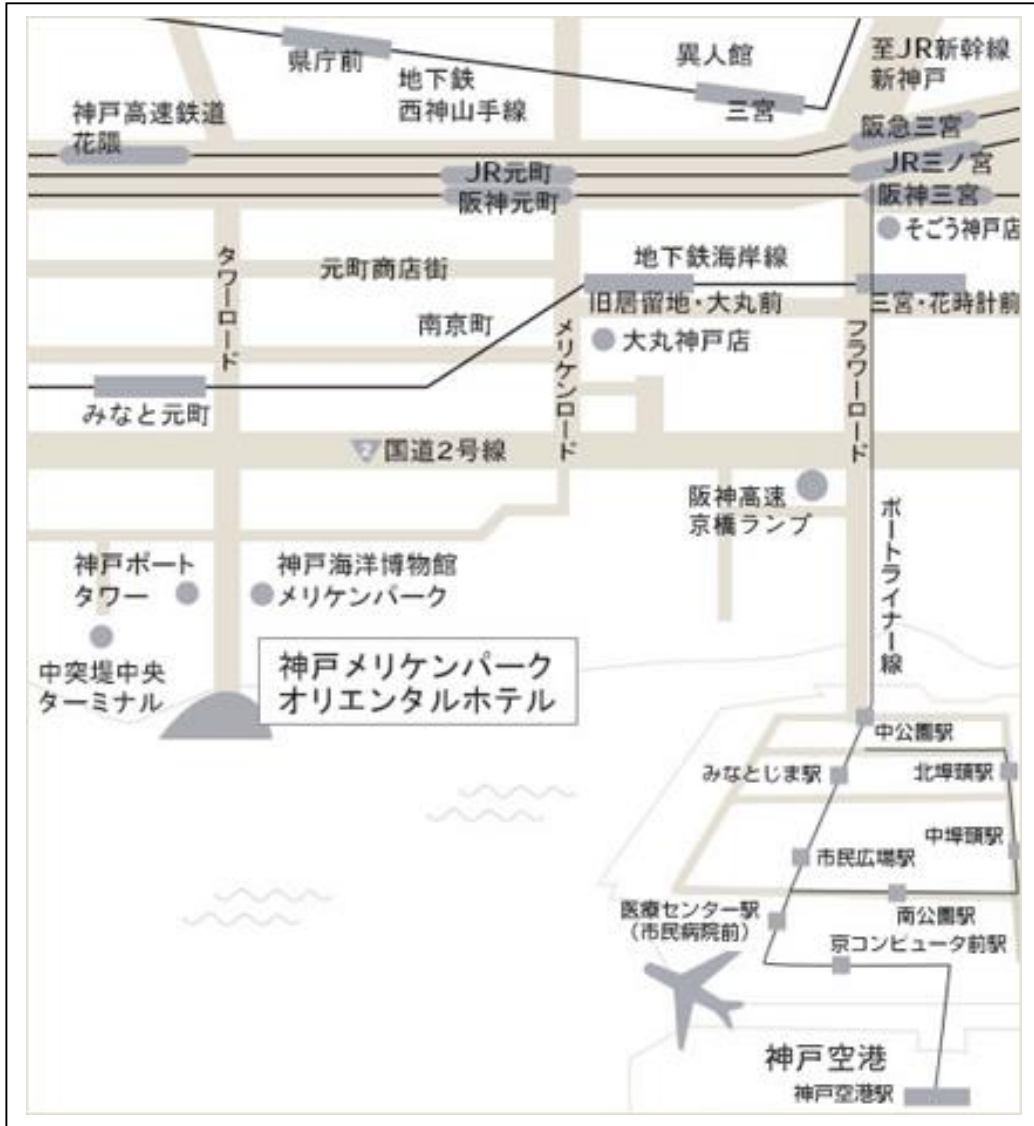 県庁前
地下鉄
西神山手線
異人館
三宮
至JR新幹線
新神戸
神戸高速鉄道
花隈
阪急三宮
JR元町
JR三ノ宮
阪神元町
阪神三宮
そごう神戸店
タワーロード
元町商店街
地下鉄海岸線
旧居留地・大丸前
三宮・花時計前
南京町
メリケンロード
大丸神戸店
フラワーロード
みなと元町
2
国道2号線
阪神高速
京橋ランプ
ポートライナー線
神戸ポート
タワー
神戸海洋博物館
メリケンパーク
中突堤中央
ターミナル
神戸メリケンパーク
オリエンタルホテル
中公園駅
みなとじま駅
北埠頭駅
中埠頭駅
市民広場駅
医療センター駅
(市民病院前)
南公園駅
京コンピュータ前駅
神戸空港
神戸空港駅